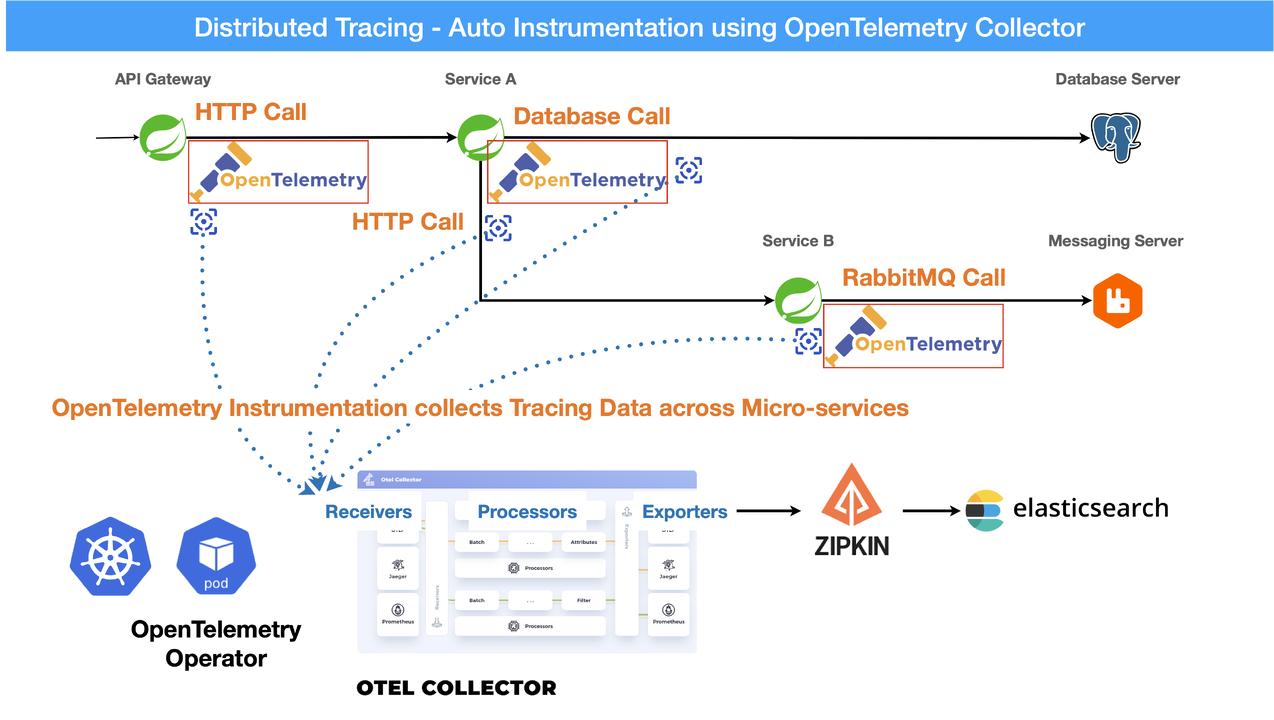 Distributed Tracing - Auto Instrumentation using OpenTelemetry Collector
API Gateway
Service A
Database Server
HTTP Call
Database Call
OpenTelemetry
OpenTelemetry
HTTP Call
Service B
Messaging Server
RabbitMQ Call
OpenTelemetry
OpenTelemetry Instrumentation collects Tracing Data across Micro-services
Otel Collector
Receivers
Processors
Exporters
Batch
...
Attributes
Processors
Jaeger
Jaeger
Batch
...
Filter
Prometheus
Prometheus
Processors
Receivers
Exporters
ZIPKIN
elasticsearch
pod
OpenTelemetry
Operator
OTEL COLLECTOR